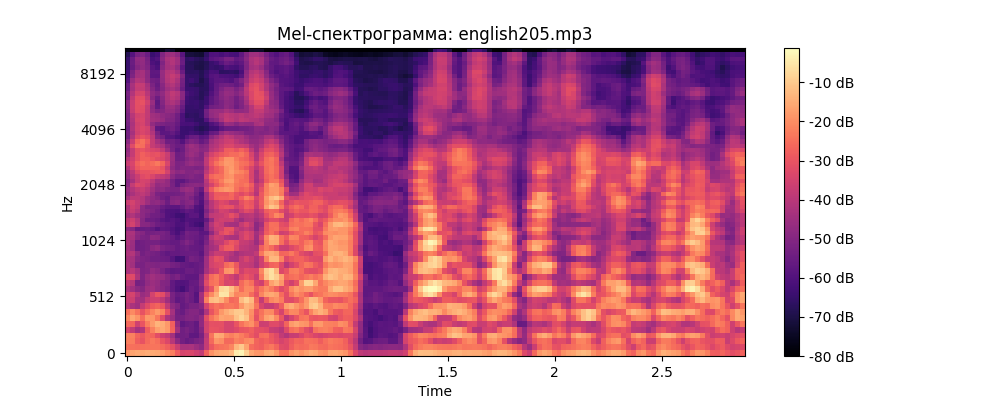 Mel-спектрограмма: english205.mp3
8192
4096
2048
1024
512
0
Hz
0 0.5 1 1.5 2 2.5
Time
-10 dB
-20 dB
-30 dB
-40 dB
-50 dB
-60 dB
-70 dB
-80 dB